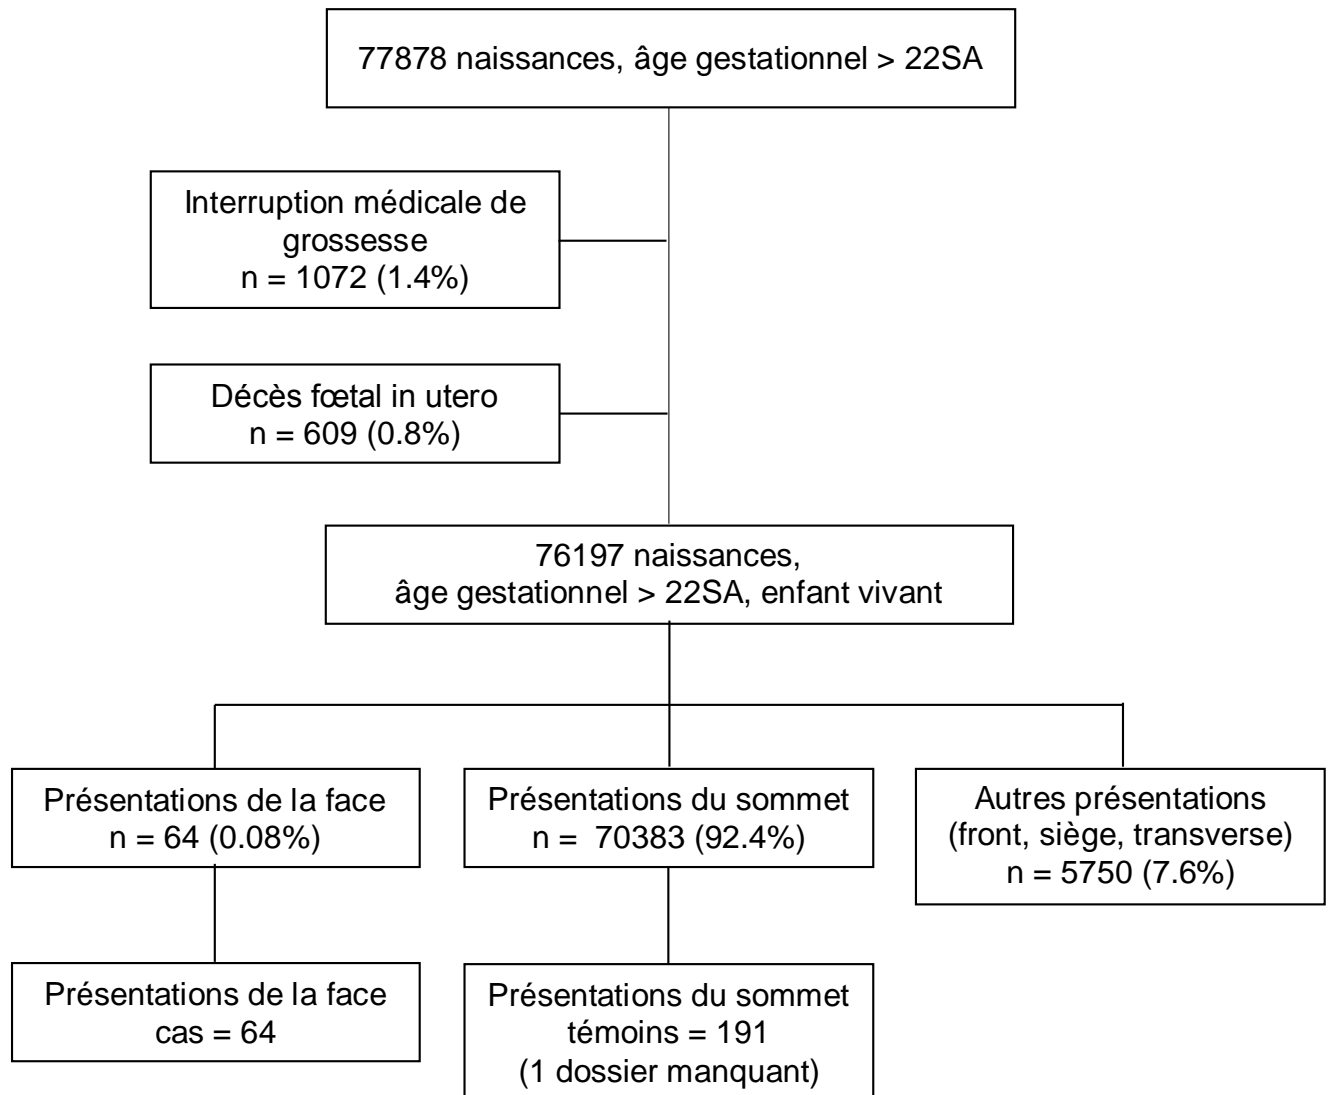 77878 naissances, âge gestationnel > 22SA
Interruption médicale de
grossesse
n = 1072 (1.4%)
Décès fœtal in utero
n = 609 (0.8%)
76197 naissances,
âge gestationnel > 22SA, enfant vivant
Présentations de la face
n = 64 (0.08%)
Présentations du sommet
n = 70383 (92.4%)
Autres présentations
(front, siège, transverse)
n = 5750 (7.6%)
Présentations de la face
cas = 64
Présentations du sommet
témoins = 191
(1 dossier manquant)